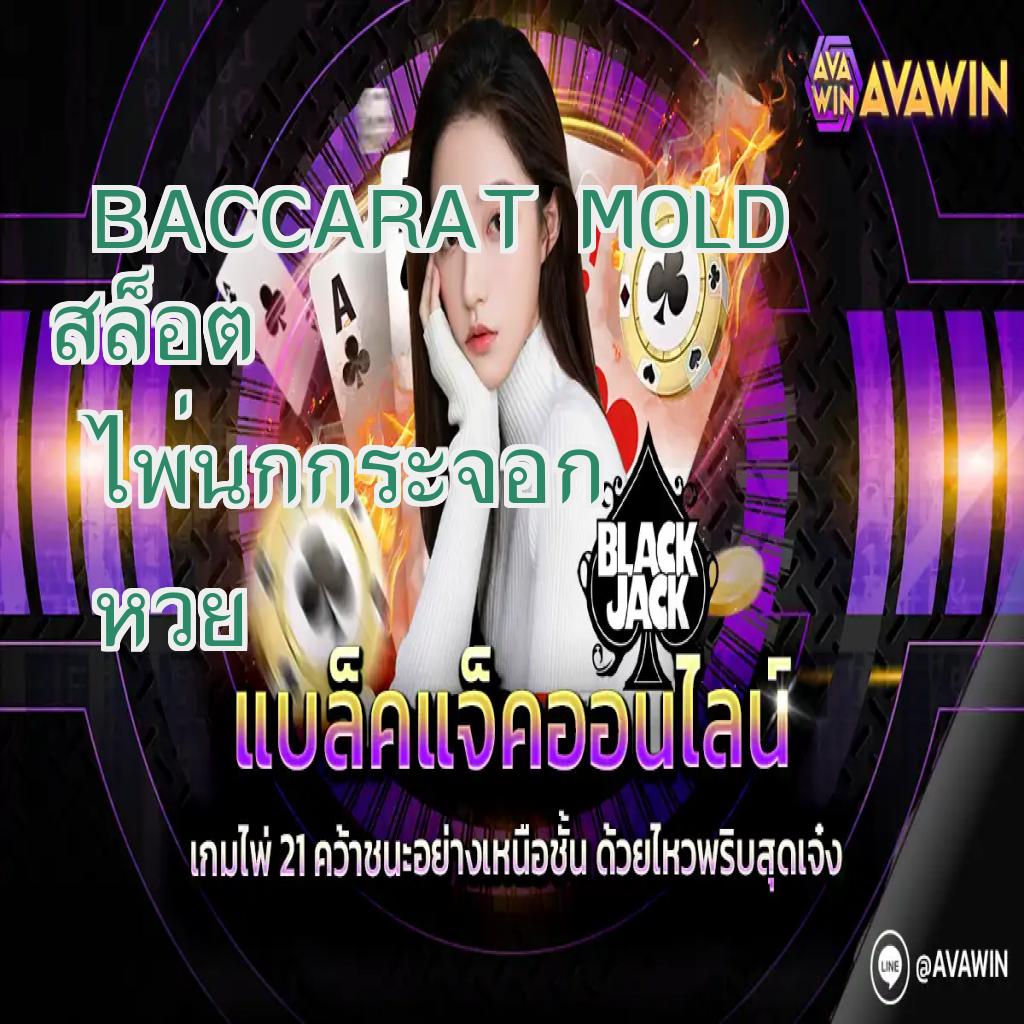 AVA
WIN
AVAWIN
BACCARAT MOLD
สล็อต
ไพ่นกกระจอก
หวย
A
BLACK
JACK
แบล็คแจ็คออนไลน์
เกมไพ่ 21 คว้าชนะอย่างเหนือชั้น ด้วยไหวพริบสุดเจ๋ง
LINE
@AVAWIN